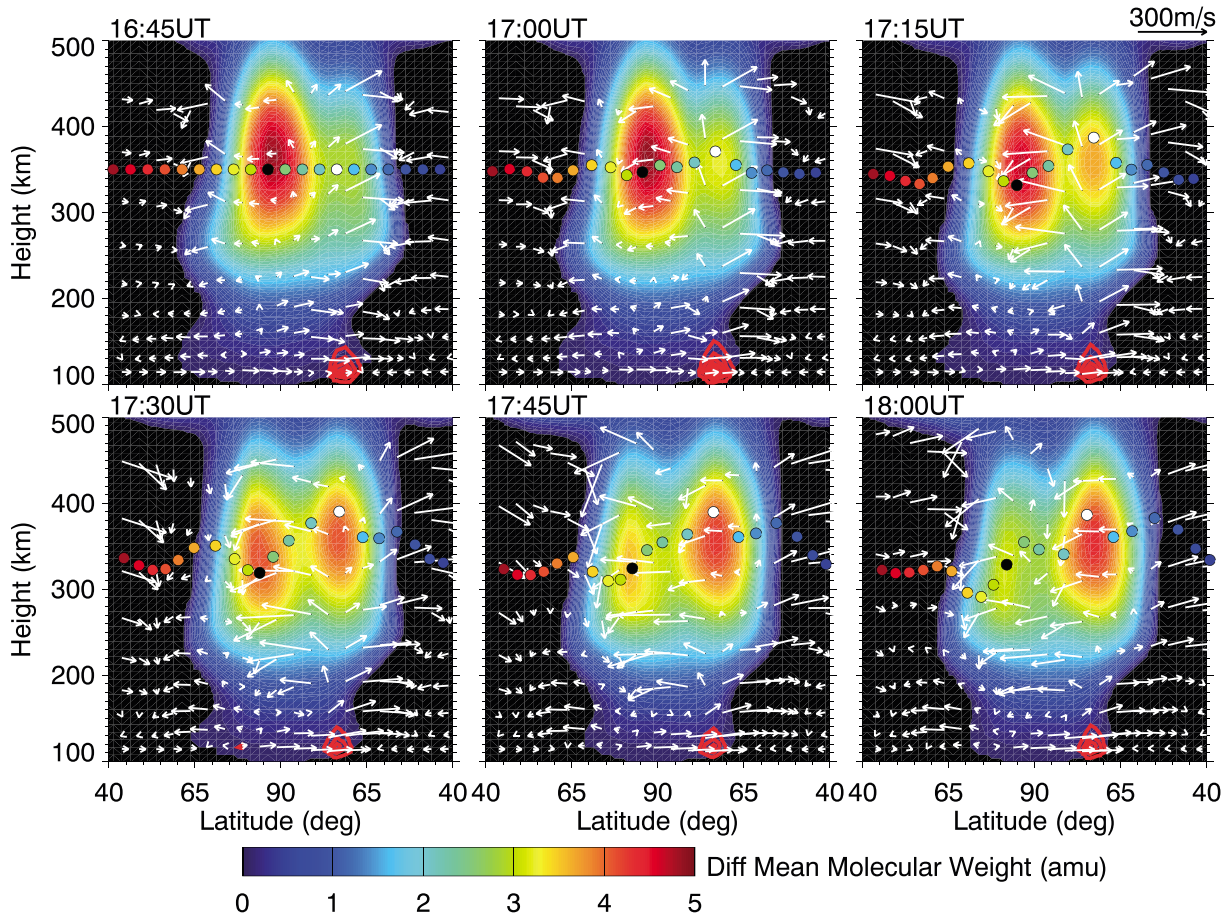 16:45UT 17:00UT 17:15UT 300m/s
500
400
300
200
100
Height (km)
17:30UT 17:45UT 18:00UT
500
400
300
200
100
Height (km)
40 65 90 65 40 65 90 65 40 65 90 65 40
Latitude (deg) Latitude (deg) Latitude (deg)
Diff Mean Molecular Weight (amu)
0 1 2 3 4 5